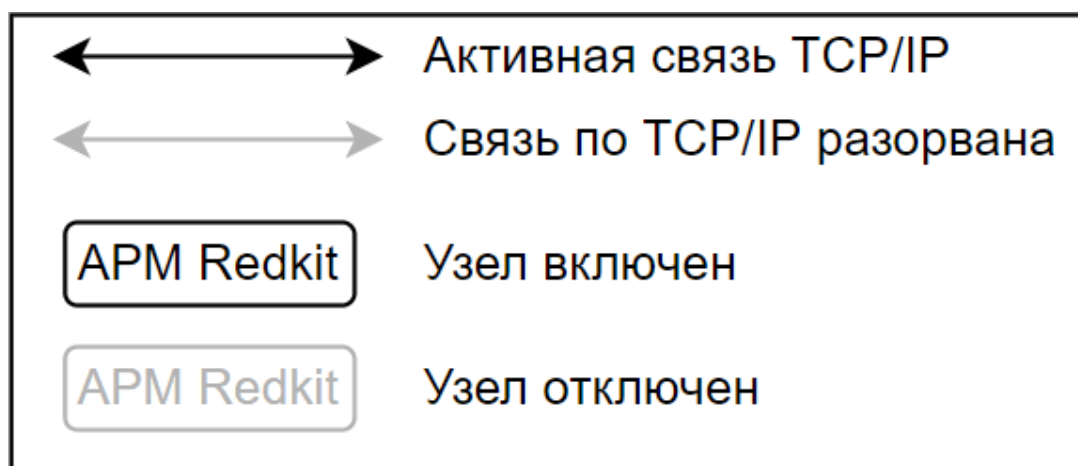 Активная связь TCP/IP
Связь по TCP/IP разорвана
АРМ Redkit Узел включен
АРМ Redkit Узел отключен